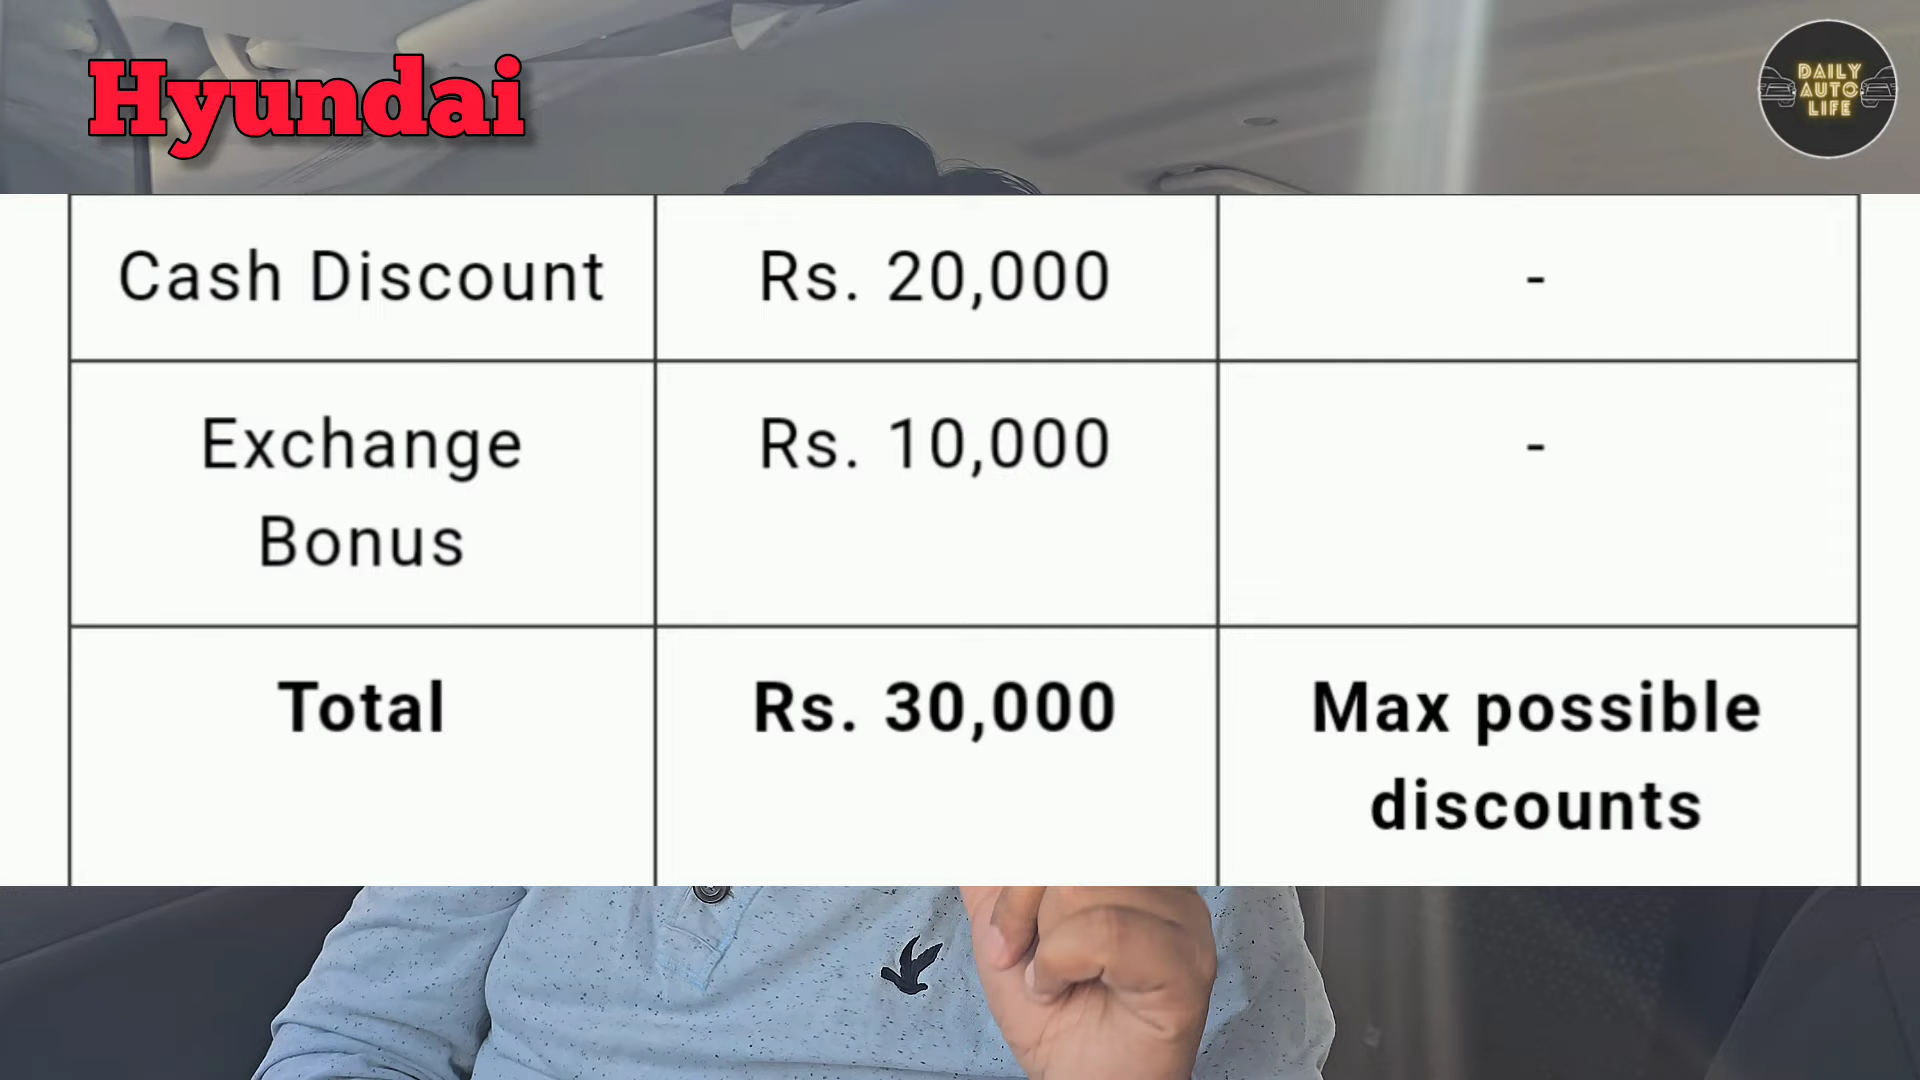 Hyundai
DAILY
AUTO
LIFE
Cash Discount Rs. 20,000 -
Exchange Rs. 10,000 -
Bonus
Total Rs. 30,000 Max possible
discounts